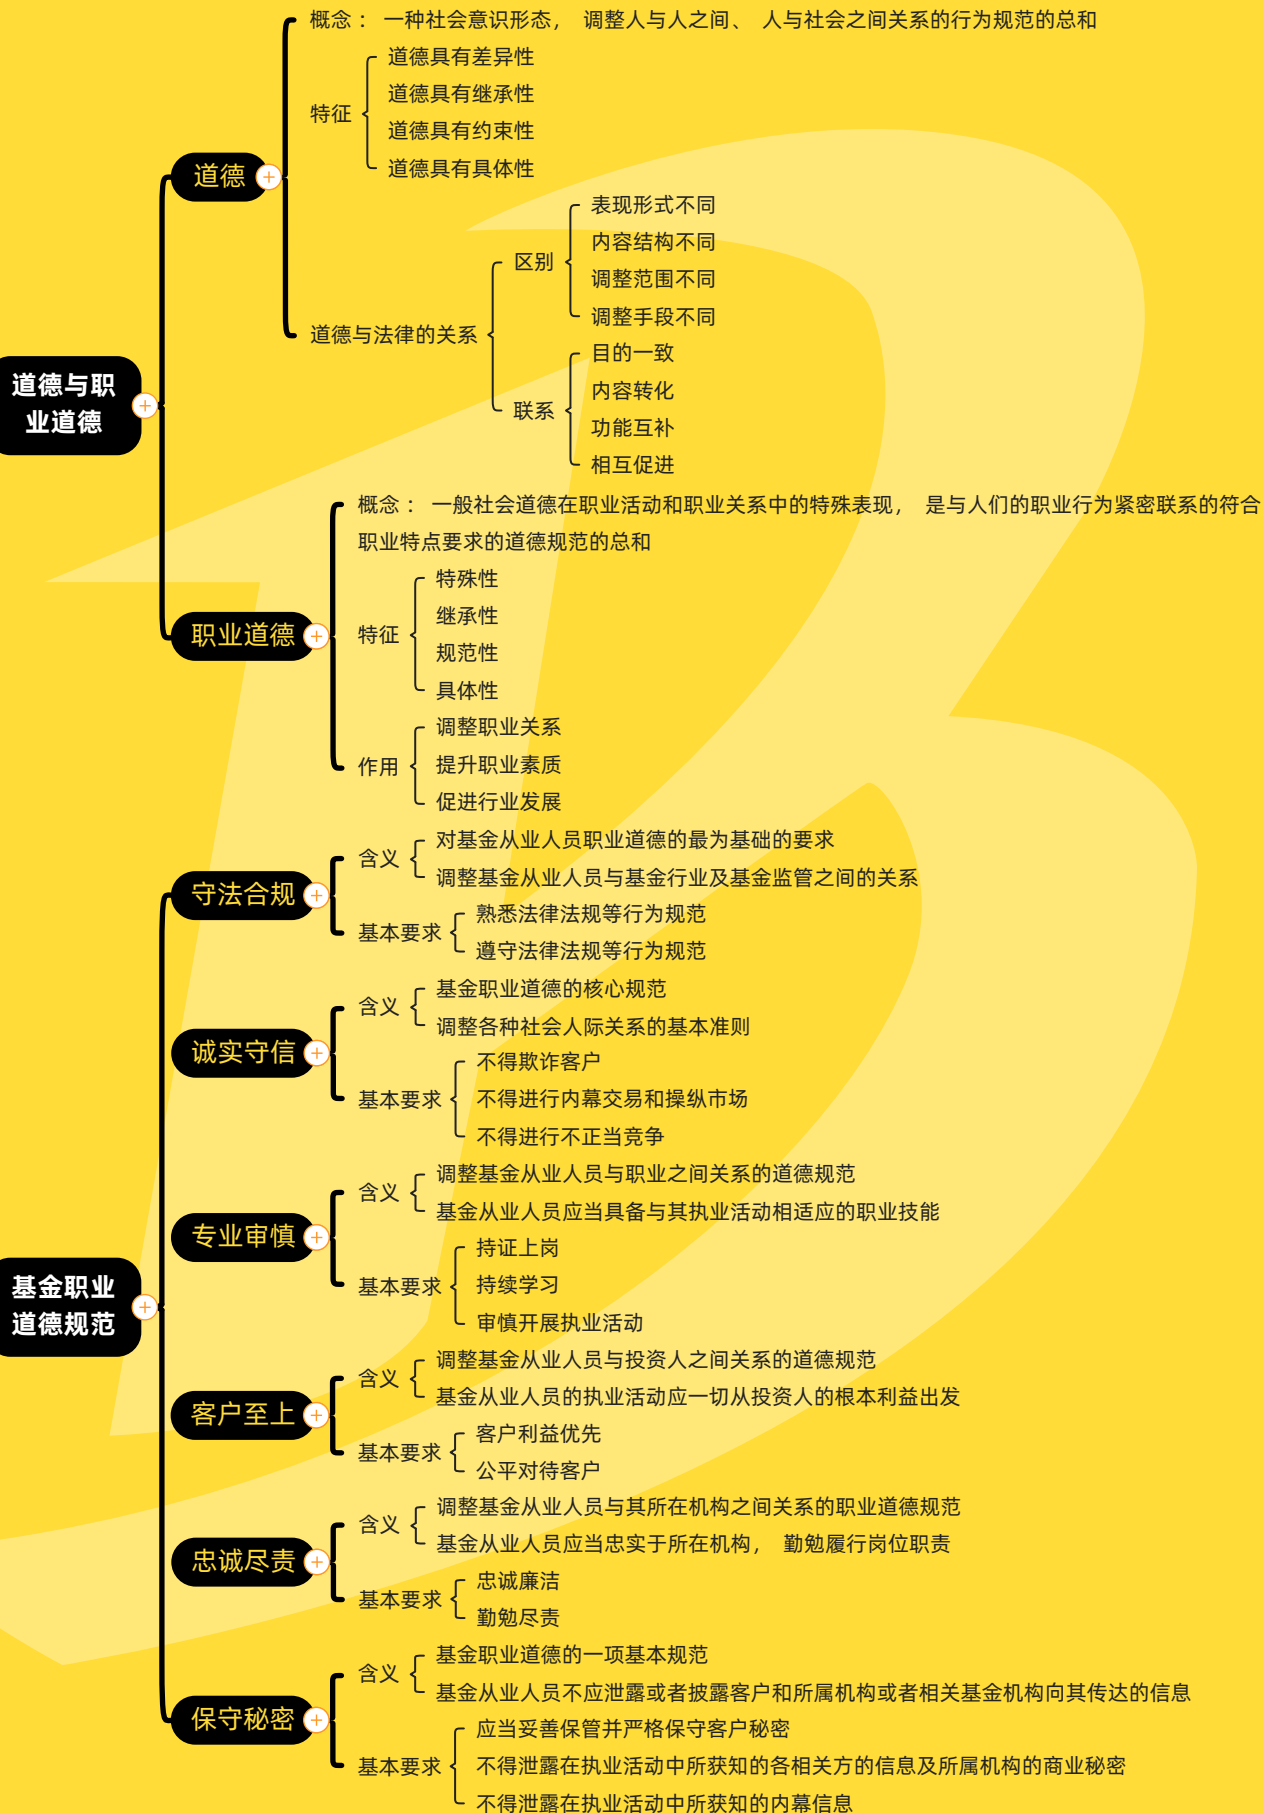 概念： 一种社会意识形态， 调整人与人之间、 人与社会之间关系的行为规范的总和
道德具有差异性
道德具有继承性
特征
道德具有约束性
道德具有具体性
道德
表现形式不同
内容结构不同
区别
调整范围不同
调整手段不同
道德与法律的关系
目的一致
内容转化
联系
功能互补
相互促进
道德与职
业道德
概念： 一般社会道德在职业活动和职业关系中的特殊表现， 是与人们的职业行为紧密联系的符合
职业特点要求的道德规范的总和
特殊性
继承性
特征
规范性
具体性
职业道德
调整职业关系
作用
提升职业素质
促进行业发展
对基金从业人员职业道德的最为基础的要求
含义
调整基金从业人员与基金行业及基金监管之间的关系
守法合规
熟悉法律法规等行为规范
基本要求
遵守法律法规等行为规范
基金职业道德的核心规范
含义
调整各种社会人际关系的基本准则
诚实守信
不得欺诈客户
基本要求
不得进行内幕交易和操纵市场
不得进行不正当竞争
调整基金从业人员与职业之间关系的道德规范
含义
基金从业人员应当具备与其执业活动相适应的职业技能
专业审慎
持证上岗
基本要求
持续学习
审慎开展执业活动
基金职业
道德规范
调整基金从业人员与投资人之间关系的道德规范
含义
基金从业人员的执业活动应一切从投资人的根本利益出发
客户至上
客户利益优先
基本要求
公平对待客户
调整基金从业人员与其所在机构之间关系的职业道德规范
含义
基金从业人员应当忠实于所在机构， 勤勉履行岗位职责
忠诚尽责
忠诚廉洁
基本要求
勤勉尽责
基金职业道德的一项基本规范
含义
基金从业人员不应泄露或者披露客户和所属机构或者相关基金机构向其传达的信息
保守秘密
应当妥善保管并严格保守客户秘密
基本要求
不得泄露在执业活动中所获知的各相关方的信息及所属机构的商业秘密
不得泄露在执业活动中所获知的内幕信息